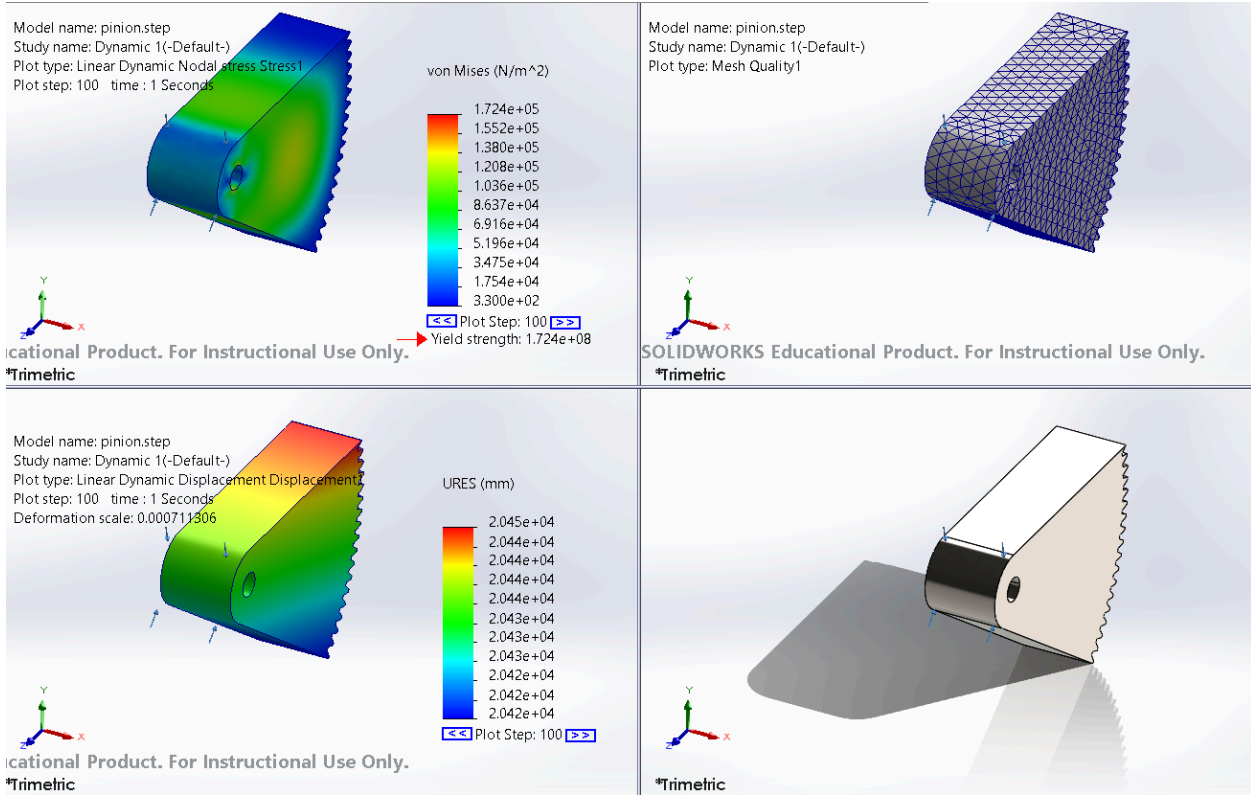 Model name: pinion.step
Study name: Dynamic 1(-Default-)
Plot type: Linear Dynamic Nodal stress Stress1
Plot step: 100 time : 1 Seconds
von Mises (N/m^2)
1.724e+05
1.552e+05
1.380e+05
1.208e+05
1.036e+05
8.637e+04
6.916e+04
5.196e+04
3.475e+04
1.754e+04
3.300e+02
<< Plot Step: 100 >>
Yield strength: 1.724e+08
Y
X
Z
cational Product. For Instructional Use Only.
*Trimetric
Model name: pinion.step
Study name: Dynamic 1(-Default-)
Plot type: Mesh Quality1
Y
X
Z
SOLIDWORKS Educational Product. For Instructional Use Only.
*Trimetric
Model name: pinion.step
Study name: Dynamic 1(-Default-)
Plot type: Linear Dynamic Displacement Displacement
Plot step: 100 time : 1 Seconds
Deformation scale: 0.000711306
URES (mm)
2.045e+04
2.044e+04
2.044e+04
2.044e+04
2.044e+04
2.043e+04
2.043e+04
2.043e+04
2.042e+04
2.042e+04
2.042e+04
<< Plot Step: 100 >>
Y
X
Z
cational Product. For Instructional Use Only.
*Trimetric
Y
X
Z
*Trimetric